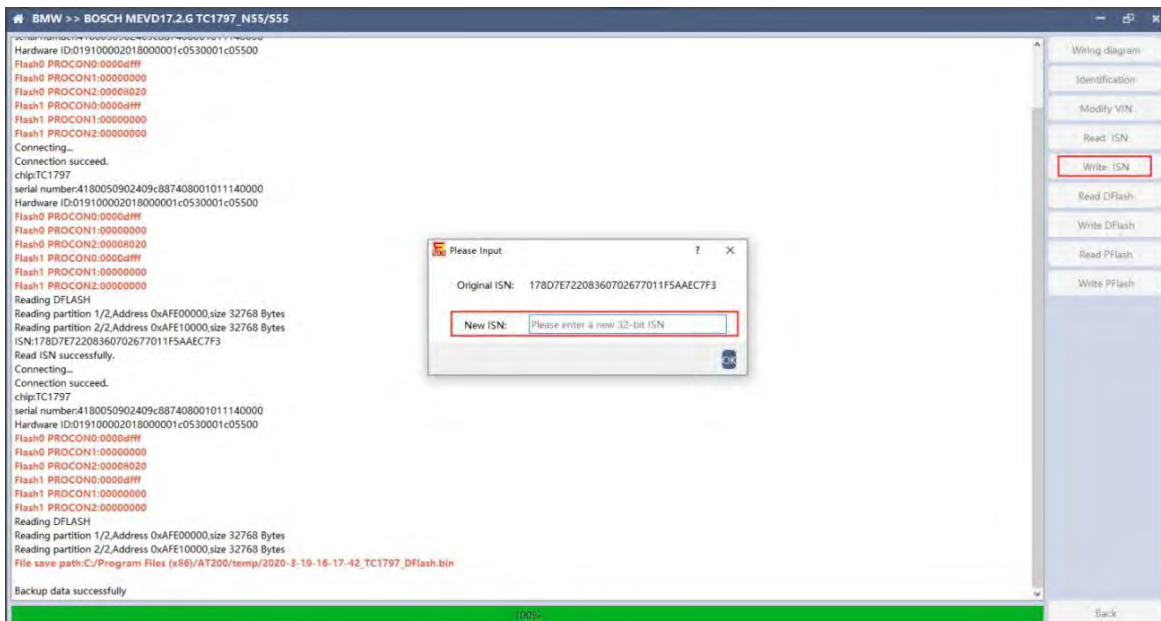 BMW >> BOSCH MEVD17.2.G TC1797_N55/S55
Hardware ID:019100002018000001c0530001c05500
Flash0 PROCON0:0000dfff
Flash0 PROCON1:00000000
Flash0 PROCON2:00008020
Flash1 PROCON0:0000dfff
Flash1 PROCON1:00000000
Flash1 PROCON2:00000000
Connecting...
Connection succeed.
chip:TC1797
serial number:4180050902409c887408001011140000
Hardware ID:019100002018000001c0530001c05500
Flash0 PROCON0:0000dfff
Flash0 PROCON1:00000000
Flash0 PROCON2:00008020
Flash1 PROCON0:0000dfff
Flash1 PROCON1:00000000
Flash1 PROCON2:00000000
Reading DFLASH
Reading partition 1/2,Address 0xAFE00000,size 32768 Bytes
Reading partition 2/2,Address 0xAFE10000,size 32768 Bytes
ISN:178D7E72208360702677011F5AAEC7F3
Read ISN successfully.
Connecting...
Connection succeed.
chip:TC1797
serial number:4180050902409c887408001011140000
Hardware ID:019100002018000001c0530001c05500
Flash0 PROCON0:0000dfff
Flash0 PROCON1:00000000
Flash0 PROCON2:00008020
Flash1 PROCON0:0000dfff
Flash1 PROCON1:00000000
Flash1 PROCON2:00000000
Reading DFLASH
Reading partition 1/2,Address 0xAFE00000,size 32768 Bytes
Reading partition 2/2,Address 0xAFE10000,size 32768 Bytes
File save path:C:/Program Files (x86)/AT200/temp/2020-3-19-16-17-42_TC1797_DFlash.bin
Backup data successfully
100%
Please Input
Original ISN: 178D7E72208360702677011F5AAEC7F3
New ISN: Please enter a new 32-bit ISN
OK
Wiring diagram
Identification
Modify VIN
Read ISN
Write ISN
Read DFlash
Write DFlash
Read PFlash
Write PFlash
Back